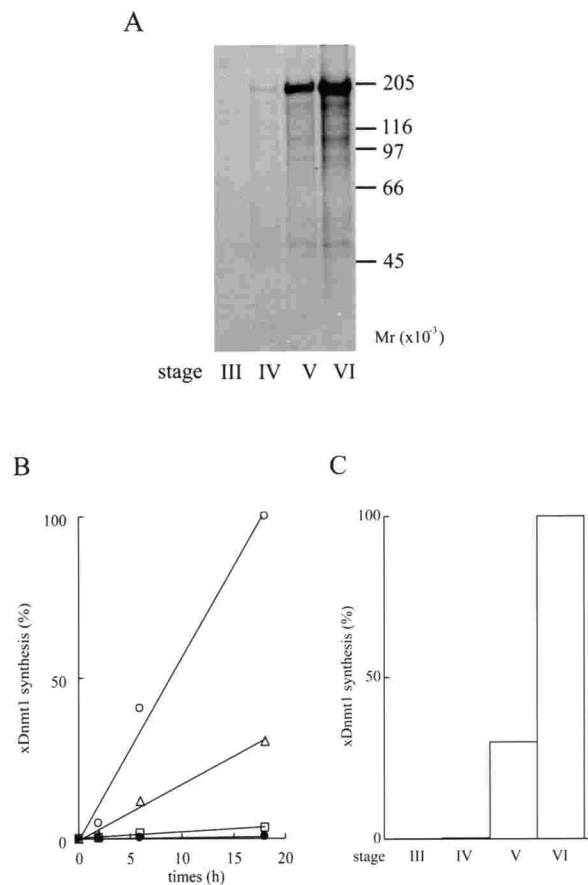 A
205
116
97
66
45
Mr (x10⁻³)
stage III IV V VI
B
xDnmt1 synthesis (%)
100
50
0
0 5 10 15 20
times (h)
C
xDnmt1 synthesis (%)
100
50
0
stage III IV V VI